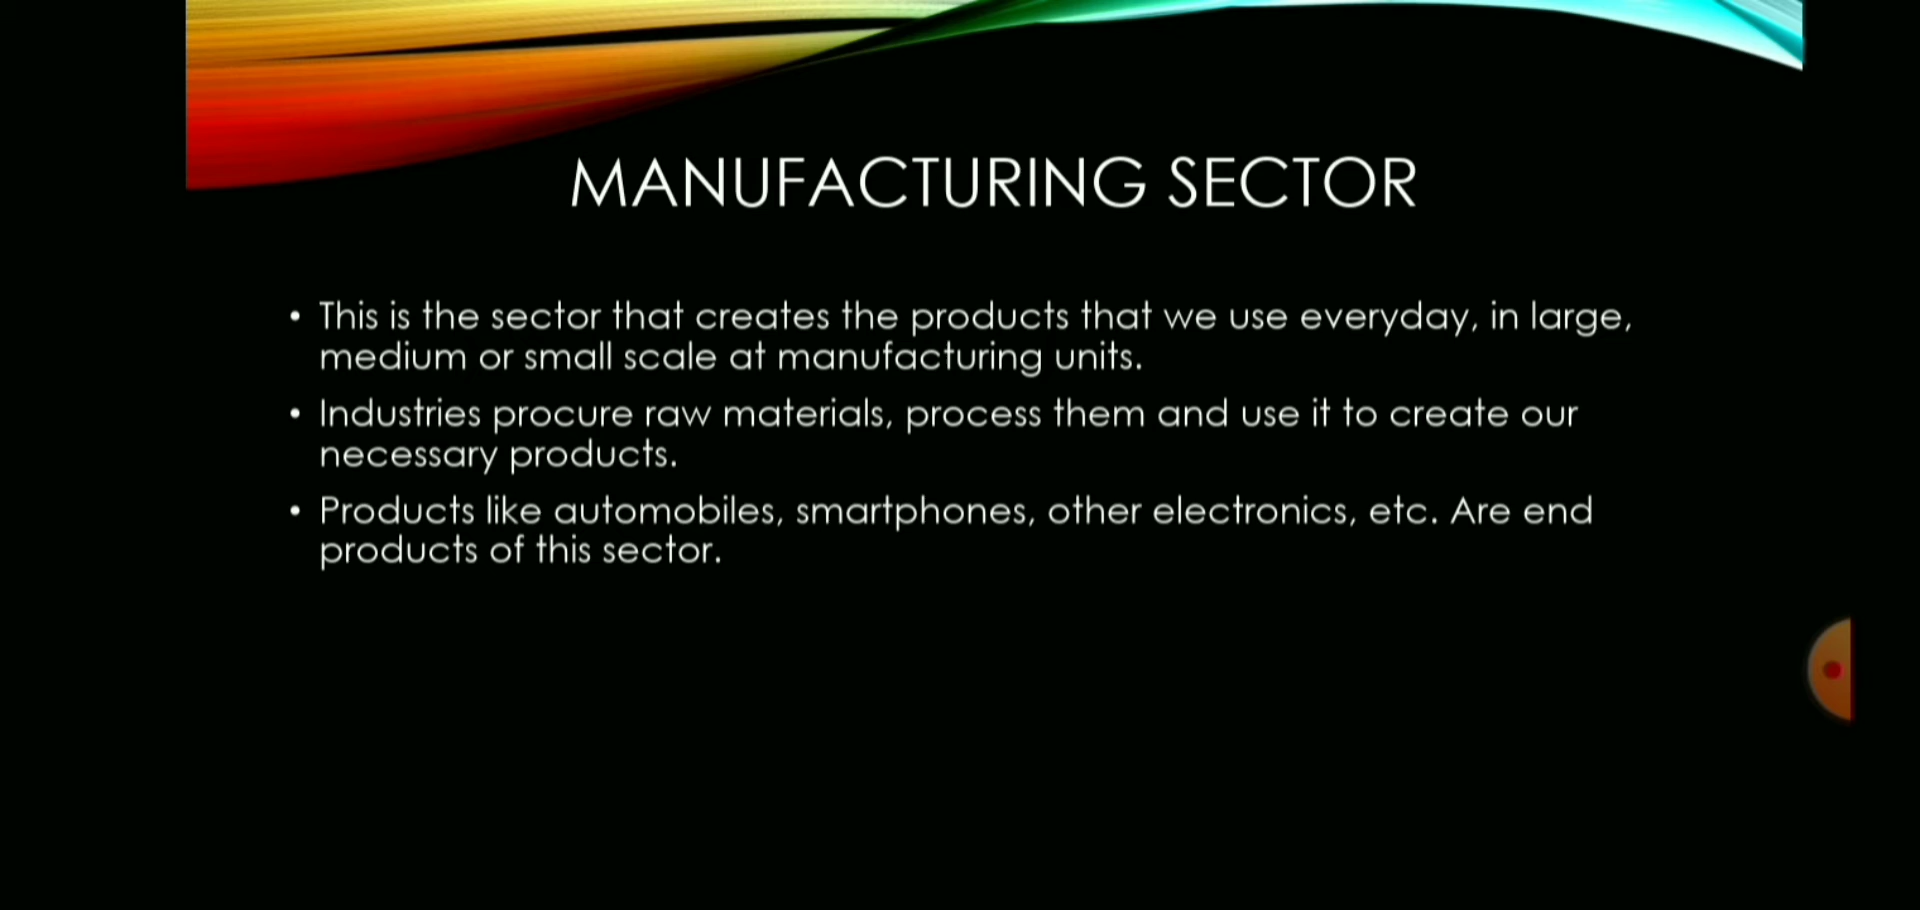 MANUFACTURING SECTOR
• This is the sector that creates the products that we use everyday, in large,
medium or small scale at manufacturing units.
• Industries procure raw materials, process them and use it to create our
necessary products.
• Products like automobiles, smartphones, other electronics, etc. Are end
products of this sector.